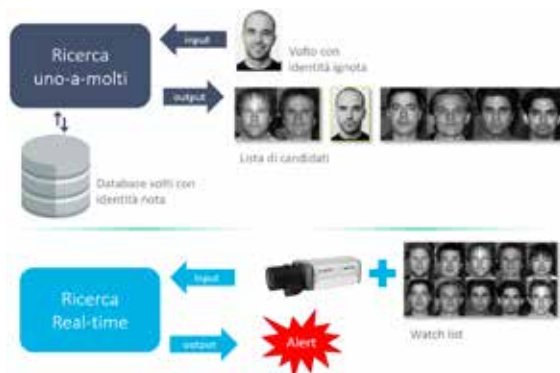 Ricerca
uno-a-molti
input
Volto con
identità ignota
output
Lista di candidati
Database volti con
identità nota
Ricerca
Real-time
input
output
Alert
Watch list